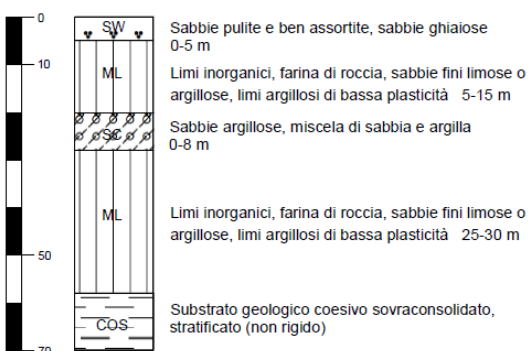 0
SW
Sabbie pulite e ben assortite, sabbie ghiaiose
0-5 m
10
ML
Limi inorganici, farina di roccia, sabbie fini limose o
argillose, limi argillosi di bassa plasticità 5-15 m
SC
Sabbie argillose, miscela di sabbia e argilla
0-8 m
ML
Limi inorganici, farina di roccia, sabbie fini limose o
argillose, limi argillosi di bassa plasticità 25-30 m
50
Substrato geologico coesivo sovraconsolidato,
COS
stratificato (non rigido)
70